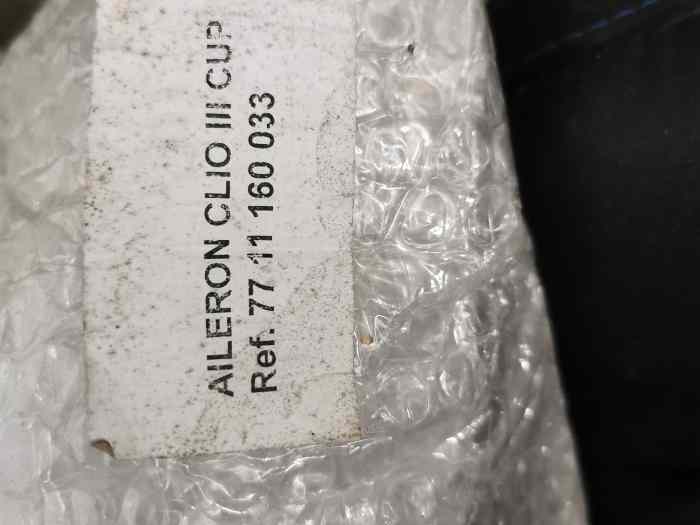 AILERON CLIO III CUP
Ref. 77 11 160 033